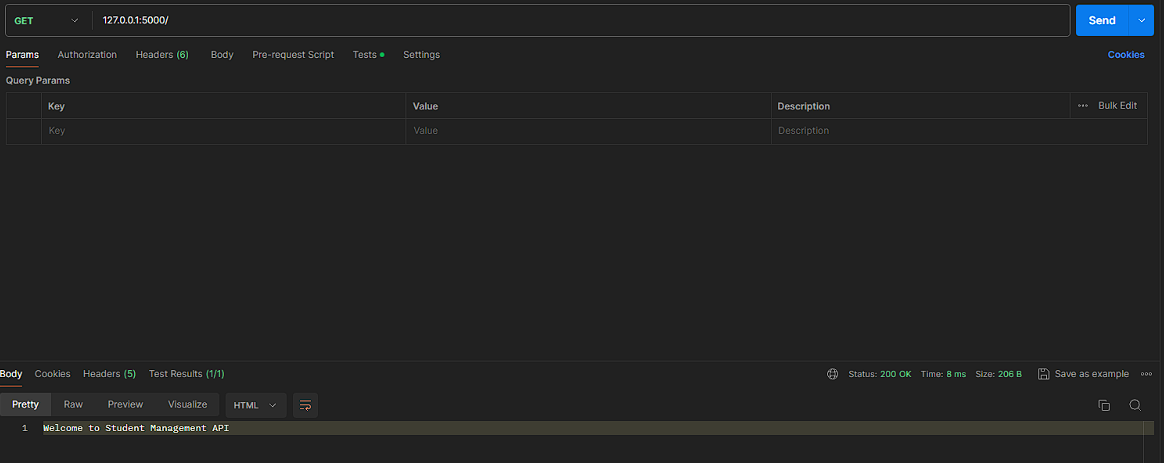 GET 127.0.0.1:5000/ Send
Params Authorization Headers (6) Body Pre-request Script Tests Settings Cookies
Query Params
Key Value Description Bulk Edit
Key Value Description
Body Cookies Headers (5) Test Results (1/1) Status: 200 OK Time: 8 ms Size: 206 B Save as example
Pretty Raw Preview Visualize HTML
1 Welcome to Student Management API